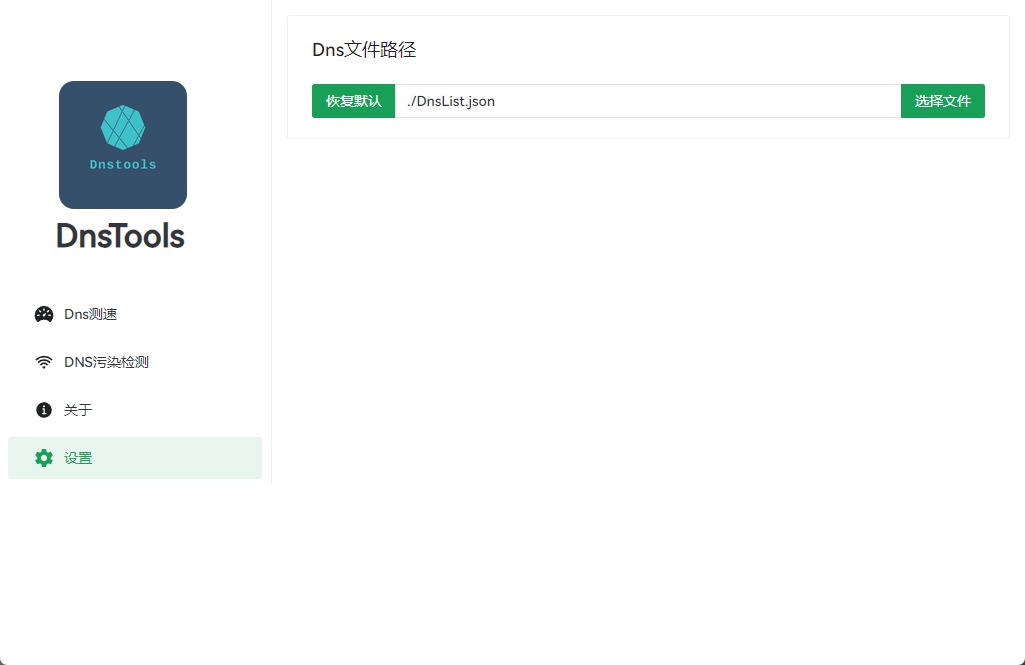 Dnstools
DnsTools
Dns测速
DNS污染检测
关于
设置
Dns文件路径
恢复默认
./DnsList.json
选择文件